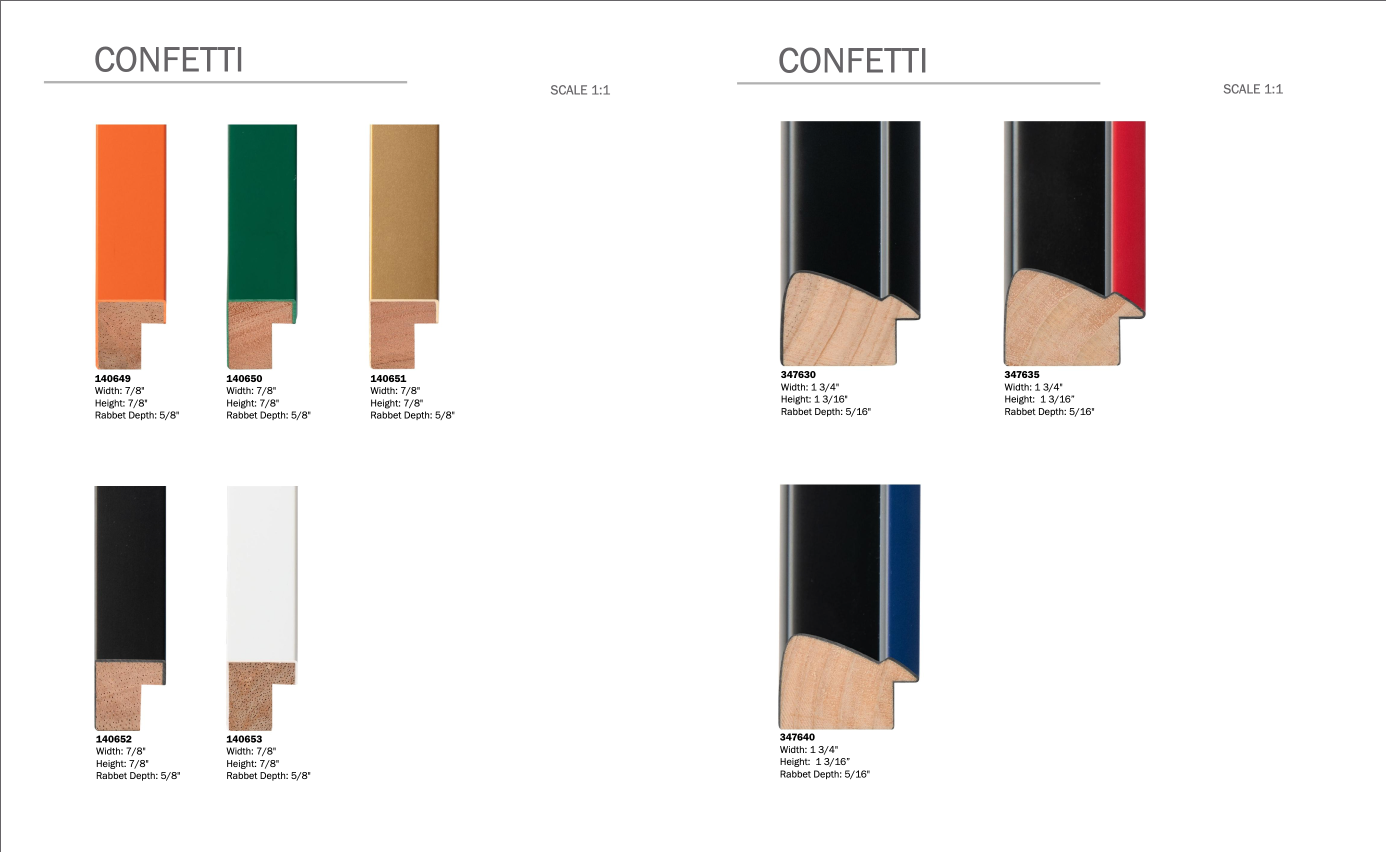 CONFETTI
SCALE 1:1
140649
Width: 7/8"
Height: 7/8"
Rabbet Depth: 5/8"
140650
Width: 7/8"
Height: 7/8"
Rabbet Depth: 5/8"
140651
Width: 7/8"
Height: 7/8"
Rabbet Depth: 5/8"
140652
Width: 7/8"
Height: 7/8"
Rabbet Depth: 5/8"
140653
Width: 7/8"
Height: 7/8"
Rabbet Depth: 5/8"
CONFETTI
SCALE 1:1
347630
Width: 1 3/4"
Height: 1 3/16"
Rabbet Depth: 5/16"
347635
Width: 1 3/4"
Height:  1 3/16”
Rabbet Depth: 5/16"
347640
Width: 1 3/4"
Height:  1 3/16”
Rabbet Depth: 5/16"